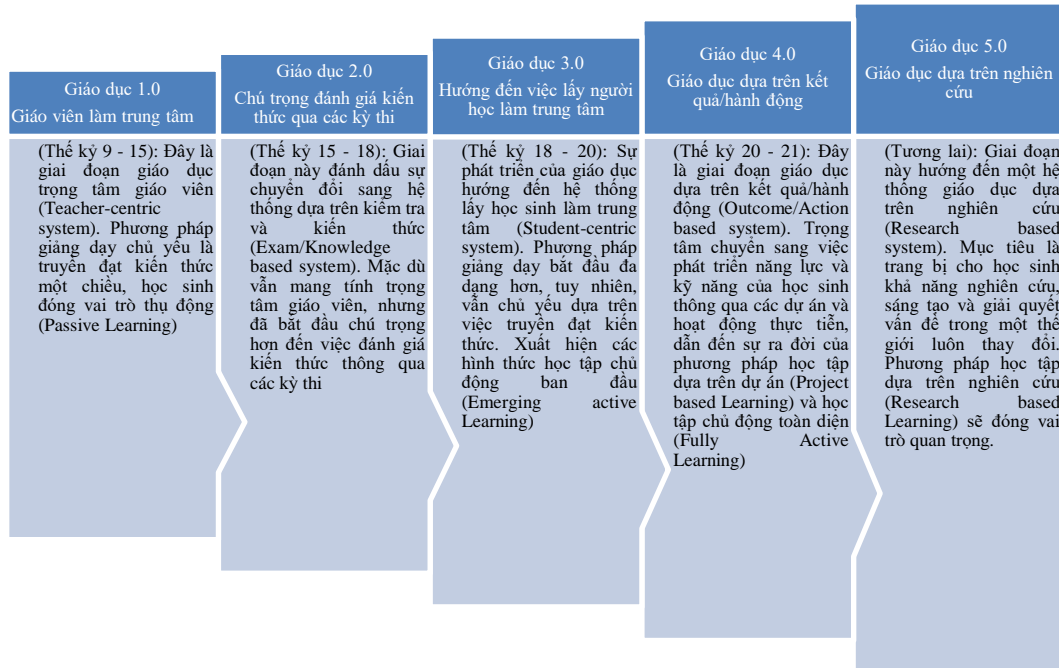 Giáo dục 1.0
Giáo viên làm trung tâm
(Thế kỷ 9 - 15): Đây là
giai đoạn giáo dục
trọng tâm giáo viên
(Teacher-centric
system). Phương pháp
giảng dạy chủ yếu là
truyền đạt kiến thức
một chiều, học sinh
đóng vai trò thụ động
(Passive Learning)
Giáo dục 2.0
Chú trọng đánh giá kiến
thức qua các kỳ thi
(Thế kỷ 15 - 18): Giai
đoạn này đánh dấu sự
chuyển đổi sang hệ
thống dựa trên kiểm tra
và kiến thức
(Exam/Knowledge
based system). Mặc dù
vẫn mang tính trọng
tâm giáo viên, nhưng
đã bắt đầu chú trọng
hơn đến việc đánh giá
kiến thức thông qua
các kỳ thi
Giáo dục 3.0
Hướng đến việc lấy người
học làm trung tâm
(Thế kỷ 18 - 20): Sự
phát triển của giáo dục
hướng đến hệ thống
lấy học sinh làm trung
tâm (Student-centric
system). Phương pháp
giảng dạy bắt đầu đa
dạng hơn, tuy nhiên,
vẫn chủ yếu dựa trên
việc truyền đạt kiến
thức. Xuất hiện các
hình thức học tập chủ
động ban đầu
(Emerging active
Learning)
Giáo dục 4.0
Giáo dục dựa trên kết
quả/hành động
(Thế kỷ 20 - 21): Đây
là giai đoạn giáo dục
dựa trên kết quả/hành
động (Outcome/Action
based system). Trọng
tâm chuyển sang việc
phát triển năng lực và
kỹ năng của học sinh
thông qua các dự án và
hoạt động thực tiễn,
dẫn đến sự ra đời của
phương pháp học tập
dựa trên dự án (Project
based Learning) và học
tập chủ động toàn diện
(Fully Active
Learning)
Giáo dục 5.0
Giáo dục dựa trên nghiên
cứu
(Tương lai): Giai đoạn
này hướng đến một hệ
thống giáo dục dựa
trên nghiên cứu
(Research based
system). Mục tiêu là
trang bị cho học sinh
khả năng nghiên cứu,
sáng tạo và giải quyết
vấn đề trong một thế
giới luôn thay đổi.
Phương pháp học tập
dựa trên nghiên cứu
(Research based
Learning) sẽ đóng vai
trò quan trọng.